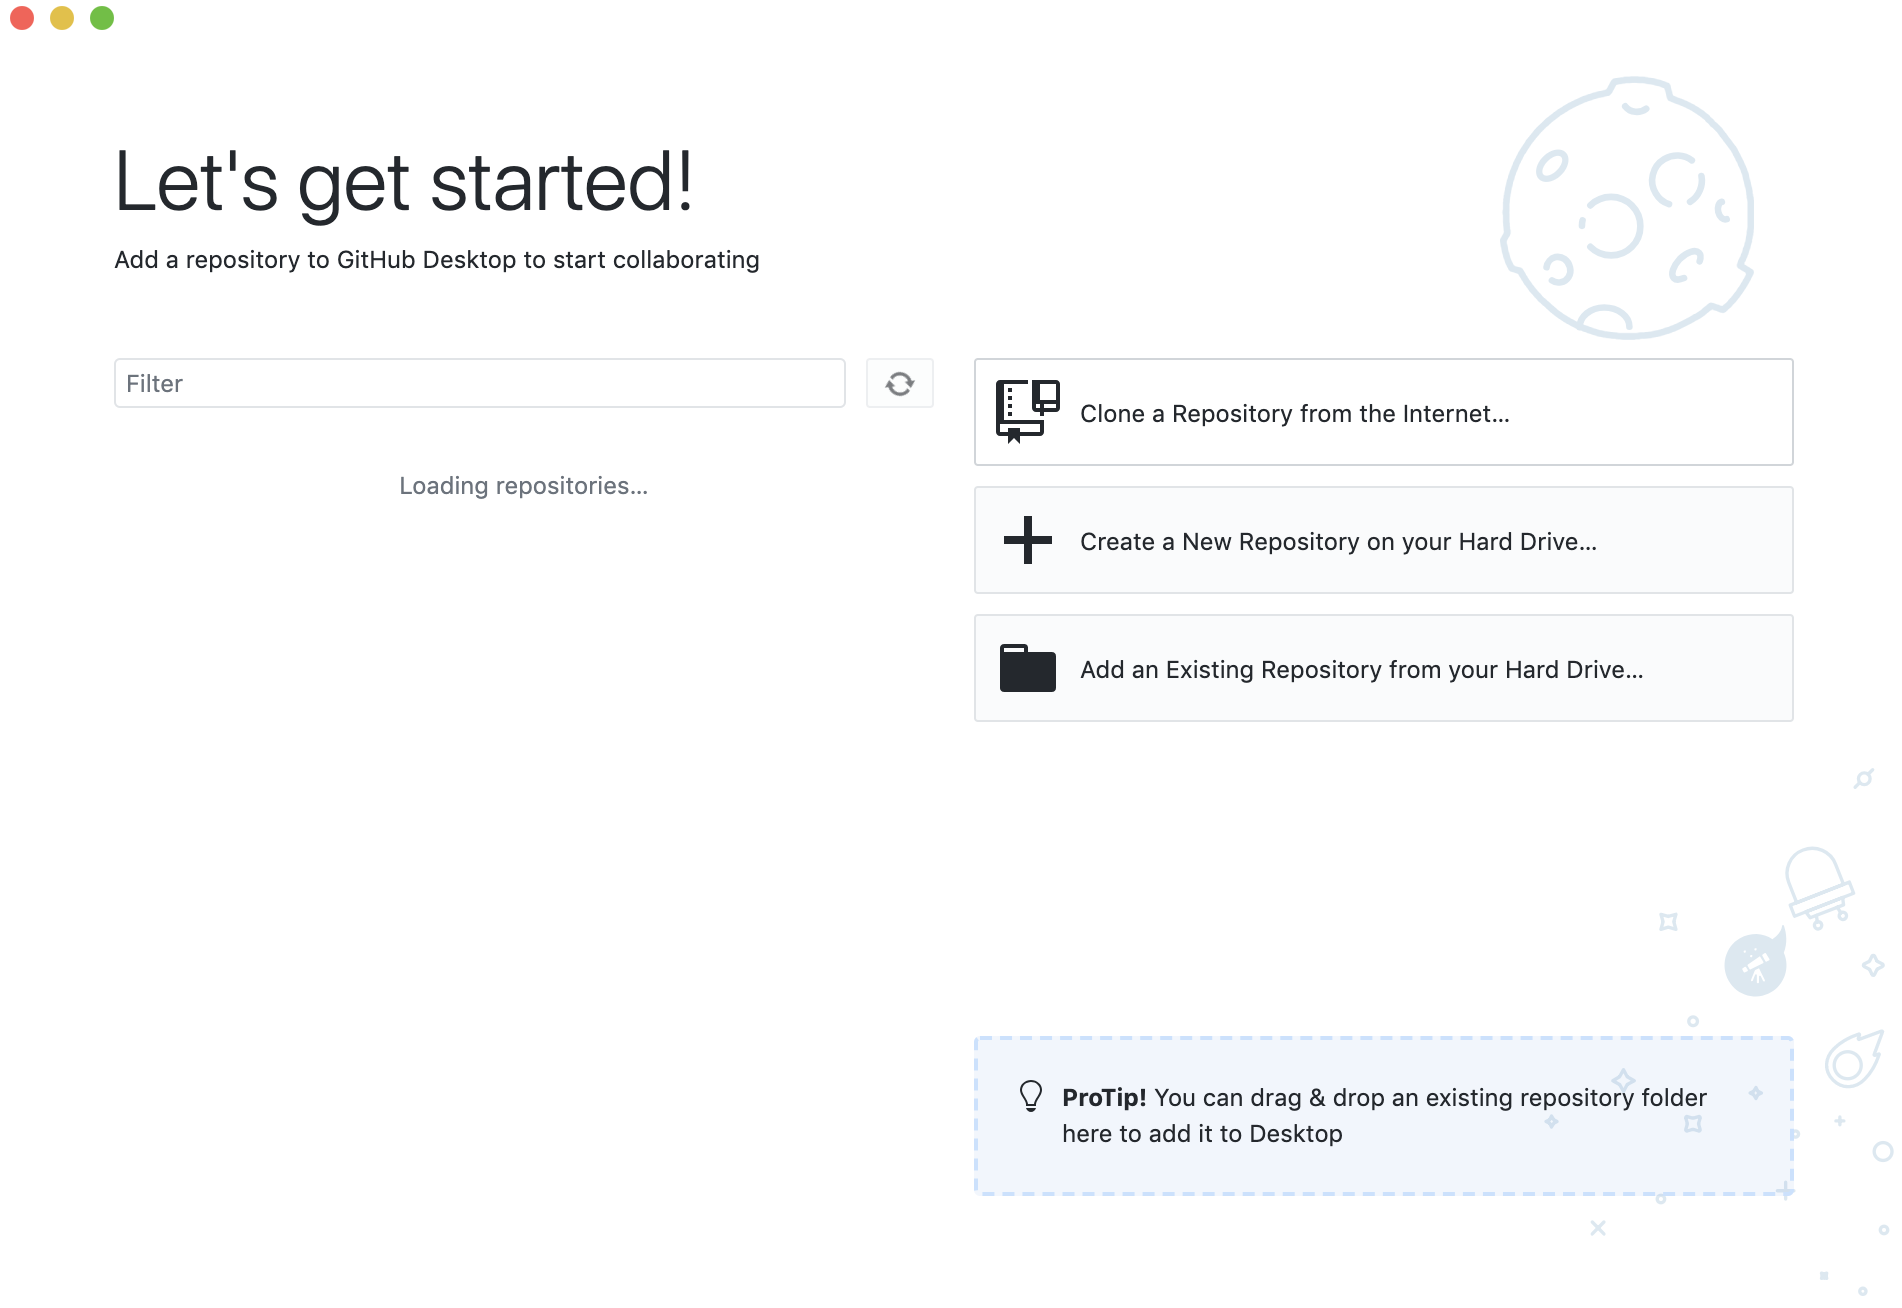 Let's get started!
Add a repository to GitHub Desktop to start collaborating
Filter
Loading repositories…
Clone a Repository from the Internet…
Create a New Repository on your Hard Drive…
Add an Existing Repository from your Hard Drive…
ProTip! You can drag & drop an existing repository folder
here to add it to Desktop